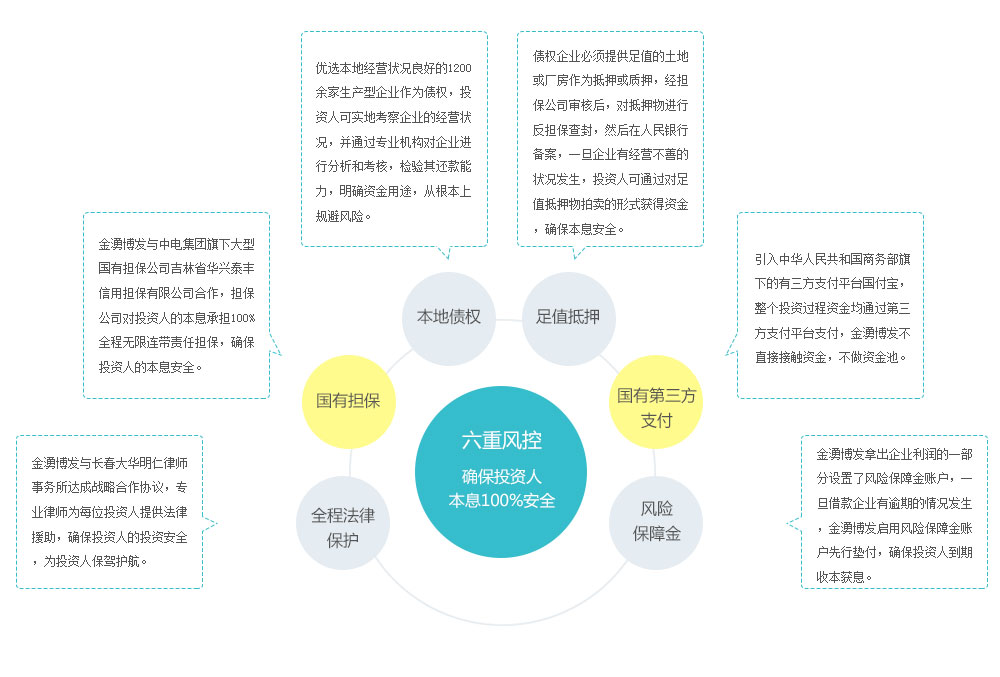 优选本地经营状况良好的1200
余家生产型企业作为债权，投
资人可实地考察企业的经营状
况，并通过专业机构对企业进
行分析和考核，检验其还款能
力，明确资金用途，从根本上
规避风险。
债权企业必须提供足值的土地
或厂房作为抵押或质押，经担
保公司审核后，对抵押物进行
反担保查封，然后在人民银行
备案，一旦企业有经营不善的
状况发生，投资人可通过对足
值抵押物拍卖的形式获得资金
，确保本息安全。
金湧博发与中电集团旗下大型
国有担保公司吉林省华兴泰丰
信用担保有限公司合作，担保
公司对投资人的本息承担100%
全程无限连带责任担保，确保
投资人的本息安全。
引入中华人民共和国商务部旗
下的有三方支付平台国付宝，
整个投资过程资金均通过第三
方支付平台支付，金湧博发不
直接接触资金，不做资金池。
本地债权
足值抵押
国有担保
国有第三方
支付
六重风控
确保投资人
本息100%安全
金湧博发与长春大华明仁律师
事务所达成战略合作协议，专
业律师为每位投资人提供法律
援助，确保投资人的投资安全
，为投资人保驾护航。
全程法律
保护
风险
保障金
金湧博发拿出企业利润的一部
分设置了风险保障金账户，一
旦借款企业有逾期的情况发生
，金湧博发启用风险保障金账
户先行垫付，确保投资人到期
收本获息。